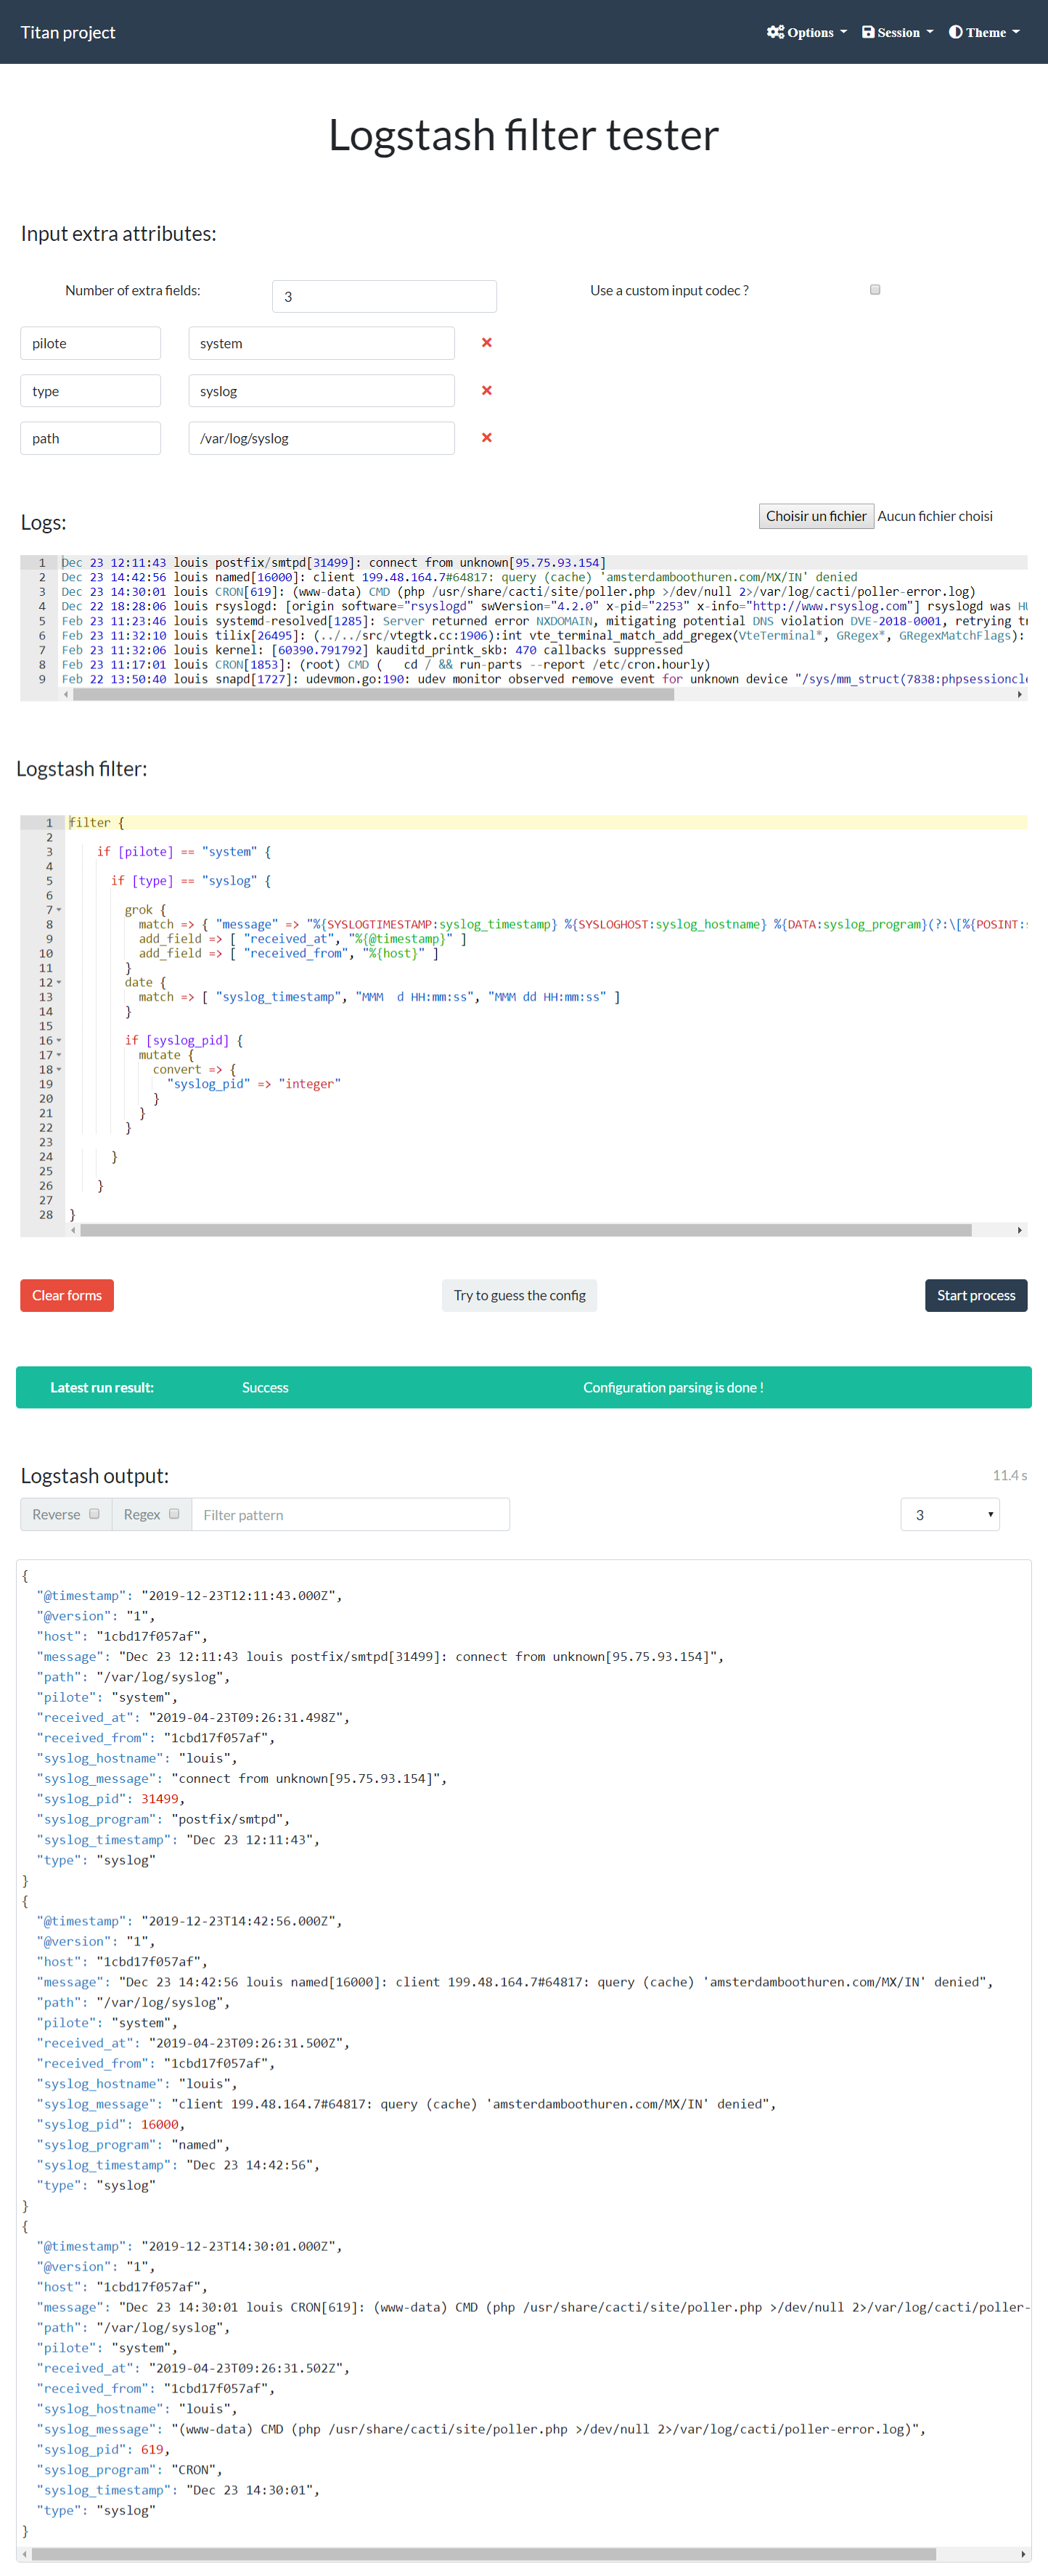 Titan project
Options Session Theme
Logstash filter tester
Input extra attributes:
Number of extra fields: 3 Use a custom input codec ?
pilote system
type syslog
path /var/log/syslog
Logs: Choisir un fichier Aucun fichier choisi
1 Dec 23 12:11:43 louis postfix/smtpd[31499]: connect from unknown[95.75.93.154]
2 Dec 23 14:42:56 louis named[16000]: client 199.48.164.7#64817: query (cache) 'amsterdamboothuren.com/MX/IN' denied
3 Dec 23 14:30:01 louis CRON[619]: (www-data) CMD (php /usr/share/cacti/site/poller.php >/dev/null 2>/var/log/cacti/poller-error.log)
4 Dec 22 18:28:06 louis rsyslogd: [origin software="rsyslogd" swVersion="4.2.0" x-pid="2253" x-info="http://www.rsyslog.com"] rsyslogd was HU
5 Feb 23 11:23:46 louis systemd-resolved[1285]: Server returned error NXDOMAIN, mitigating potential DNS violation DVE-2018-0001, retrying tr
6 Feb 23 11:32:10 louis tilix[26495]: (../../src/vtegtk.cc:1906):int vte_terminal_match_add_gregex(VteTerminal*, GRegex*, GRegexMatchFlags):
7 Feb 23 11:32:06 louis kernel: [60390.791792] kauditd_printk_skb: 470 callbacks suppressed
8 Feb 23 11:17:01 louis CRON[1853]: (root) CMD (   cd / && run-parts --report /etc/cron.hourly)
9 Feb 22 13:50:40 louis snapd[1727]: udevmon.go:190: udev monitor observed remove event for unknown device "/sys/mm_struct(7838:phpsessioncle
Logstash filter:
1 filter {
2
3 if [pilote] == "system" {
4
5 if [type] == "syslog" {
6
7 grok {
8 match => { "message" => "%{SYSLOGTIMESTAMP:syslog_timestamp} %{SYSLOGHOST:syslog_hostname} %{DATA:syslog_program}(?:\[%{POSINT:s
9 add_field => [ "received_at", "%{@timestamp}" ]
10 add_field => [ "received_from", "%{host}" ]
11 }
12 date {
13 match => [ "syslog_timestamp", "MMM  d HH:mm:ss", "MMM dd HH:mm:ss" ]
14 }
15
16 if [syslog_pid] {
17 mutate {
18 convert => {
19 "syslog_pid" => "integer"
20 }
21 }
22 }
23
24 }
25
26 }
27
28 }
Clear forms Try to guess the config Start process
Latest run result: Success Configuration parsing is done !
Logstash output: 11.4 s
Reverse Regex Filter pattern 3
{
"@timestamp": "2019-12-23T12:11:43.000Z",
"@version": "1",
"host": "1cbd17f057af",
"message": "Dec 23 12:11:43 louis postfix/smtpd[31499]: connect from unknown[95.75.93.154]",
"path": "/var/log/syslog",
"pilote": "system",
"received_at": "2019-04-23T09:26:31.498Z",
"received_from": "1cbd17f057af",
"syslog_hostname": "louis",
"syslog_message": "connect from unknown[95.75.93.154]",
"syslog_pid": 31499,
"syslog_program": "postfix/smtpd",
"syslog_timestamp": "Dec 23 12:11:43",
"type": "syslog"
}
{
"@timestamp": "2019-12-23T14:42:56.000Z",
"@version": "1",
"host": "1cbd17f057af",
"message": "Dec 23 14:42:56 louis named[16000]: client 199.48.164.7#64817: query (cache) 'amsterdamboothuren.com/MX/IN' denied",
"path": "/var/log/syslog",
"pilote": "system",
"received_at": "2019-04-23T09:26:31.500Z",
"received_from": "1cbd17f057af",
"syslog_hostname": "louis",
"syslog_message": "client 199.48.164.7#64817: query (cache) 'amsterdamboothuren.com/MX/IN' denied",
"syslog_pid": 16000,
"syslog_program": "named",
"syslog_timestamp": "Dec 23 14:42:56",
"type": "syslog"
}
{
"@timestamp": "2019-12-23T14:30:01.000Z",
"@version": "1",
"host": "1cbd17f057af",
"message": "Dec 23 14:30:01 louis CRON[619]: (www-data) CMD (php /usr/share/cacti/site/poller.php >/dev/null 2>/var/log/cacti/poller-
"path": "/var/log/syslog",
"pilote": "system",
"received_at": "2019-04-23T09:26:31.502Z",
"received_from": "1cbd17f057af",
"syslog_hostname": "louis",
"syslog_message": "(www-data) CMD (php /usr/share/cacti/site/poller.php >/dev/null 2>/var/log/cacti/poller-error.log)",
"syslog_pid": 619,
"syslog_program": "CRON",
"syslog_timestamp": "Dec 23 14:30:01",
"type": "syslog"
}